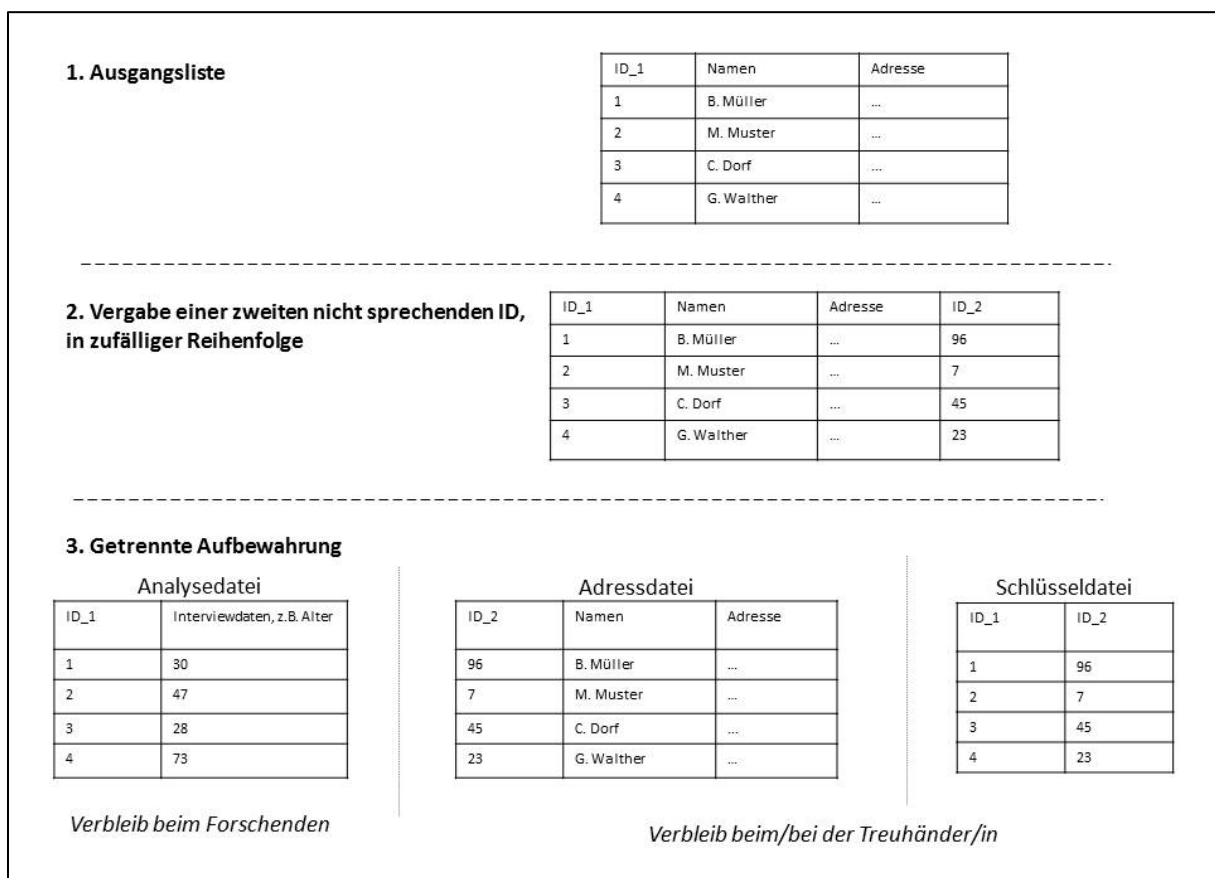 1. Ausgangsliste
ID_1 Namen Adresse
1 B. Müller ...
2 M. Muster ...
3 C. Dorf ...
4 G. Walther ...
2. Vergabe einer zweiten nicht sprechenden ID,
in zufälliger Reihenfolge
ID_1 Namen Adresse ID_2
1 B. Müller ... 96
2 M. Muster ... 7
3 C. Dorf ... 45
4 G. Walther ... 23
3. Getrennte Aufbewahrung
Analysedatei
ID_1 Interviewdaten, z.B. Alter
1 30
2 47
3 28
4 73
Verbleib beim Forschenden
Adressdatei
ID_2 Namen Adresse
96 B. Müller ...
7 M. Muster ...
45 C. Dorf ...
23 G. Walther ...
Schlüsseldatei
ID_1 ID_2
1 96
2 7
3 45
4 23
Verbleib beim/bei der Treuhänder/in